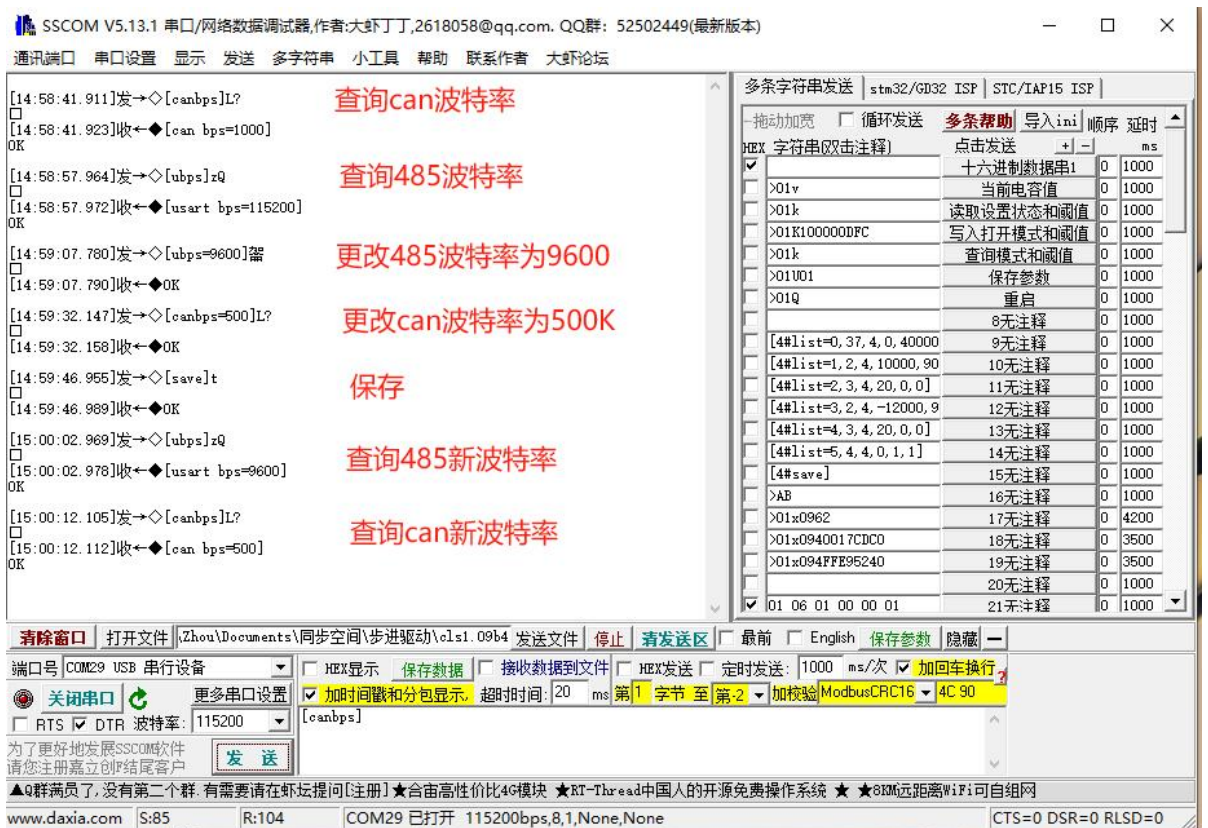 SSCOM V5.13.1 串口/网络数据调试器,作者:大虾丁丁,2618058@qq.com. QQ群: 52502449(最新版本)
通讯端口 串口设置 显示 发送 多字符串 小工具 帮助 联系作者 大虾论坛
[14:58:41.911]发→◇[canbps]L?
查询can波特率
□
[14:58:41.923]收←◆[can bps=1000]
OK
[14:58:57.964]发→◇[ubps]zQ
查询485波特率
□
[14:58:57.972]收←◆[usart bps=115200]
OK
[14:59:07.780]发→◇[ubps=9600]翯
更改485波特率为9600
□
[14:59:07.790]收←◆OK
[14:59:32.147]发→◇[canbps=500]L?
更改can波特率为500K
□
[14:59:32.158]收←◆OK
[14:59:46.955]发→◇[save]t
保存
□
[14:59:46.989]收←◆OK
[15:00:02.969]发→◇[ubps]zQ
查询485新波特率
□
[15:00:02.978]收←◆[usart bps=9600]
OK
[15:00:12.105]发→◇[canbps]L?
查询can新波特率
□
[15:00:12.112]收←◆[can bps=500]
OK
多条字符串发送 stm32/GD32 ISP STC/IAP15 ISP
拖动加宽 循环发送 多条帮助 导入ini 顺序 延时
HEX 字符串(双击注释) 点击发送 + - ms
十六进制数据串1 0 1000
>01v 当前电容值 0 1000
>01k 读取设置状态和阈值 0 1000
>01K100000DFC 写入打开模式和阈值 0 1000
>01k 查询模式和阈值 0 1000
>01U01 保存参数 0 1000
>01Q 重启 0 1000
8无注释 0 1000
[4#list=0,37,4,0,40000 9无注释 0 1000
[4#list=1,2,4,10000,90 10无注释 0 1000
[4#list=2,3,4,20,0,0] 11无注释 0 1000
[4#list=3,2,4,-12000,9 12无注释 0 1000
[4#list=4,3,4,20,0,0] 13无注释 0 1000
[4#list=5,4,4,0,1,1] 14无注释 0 1000
[4#save] 15无注释 0 1000
>AB 16无注释 0 1000
>01x0962 17无注释 0 4200
>01x0940017CDC0 18无注释 0 3500
>01x094FFE95240 19无注释 0 3500
20无注释 0 1000
01 06 01 00 00 01 21无注释 0 1000
清除窗口 打开文件 \Zhou\Documents\同步空间\步进驱动\cls1.09b4 发送文件 停止 清发送区 最前 English 保存参数 隐藏 —
端口号 COM29 USB 串行设备 HEX显示 保存数据 接收数据到文件 HEX发送 定时发送: 1000 ms/次 加回车换行 ?
关闭串口 更多串口设置 加时间戳和分包显示, 超时时间: 20 ms 第1 字节 至 第-2 加校验 ModbusCRC16 4C 90
RTS DTR 波特率: 115200 [canbps]
为了更好地发展SSCOM软件
请您注册嘉立创F结尾客户
发 送
▲Q群满员了,没有第二个群.有需要请在虾坛提问[注册] ★合宙高性价比4G模块 ★RT-Thread中国人的开源免费操作系统 ★ ★8KM远距离WiFi可自组网
www.daxia.com S:85 R:104 COM29 已打开 115200bps,8,1,None,None CTS=0 DSR=0 RLSD=0